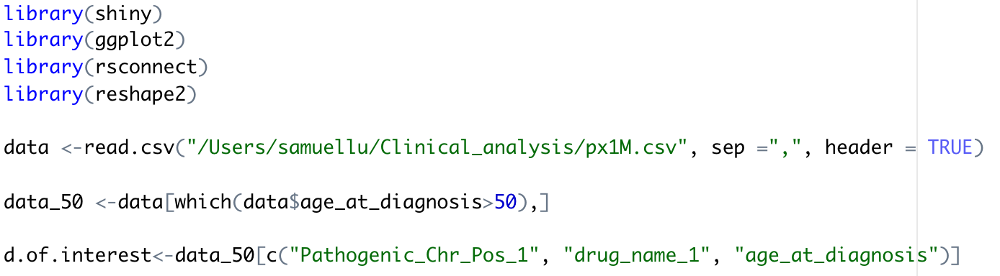 library(shiny)
library(ggplot2)
library(rsconnect)
library(reshape2)
data <-read.csv("/Users/samuellu/Clinical_analysis/px1M.csv", sep =",", header = TRUE)
data_50 <-data[which(data$age_at_diagnosis>50),]
d.of.interest<-data_50[c("Pathogenic_Chr_Pos_1", "drug_name_1", "age_at_diagnosis")]